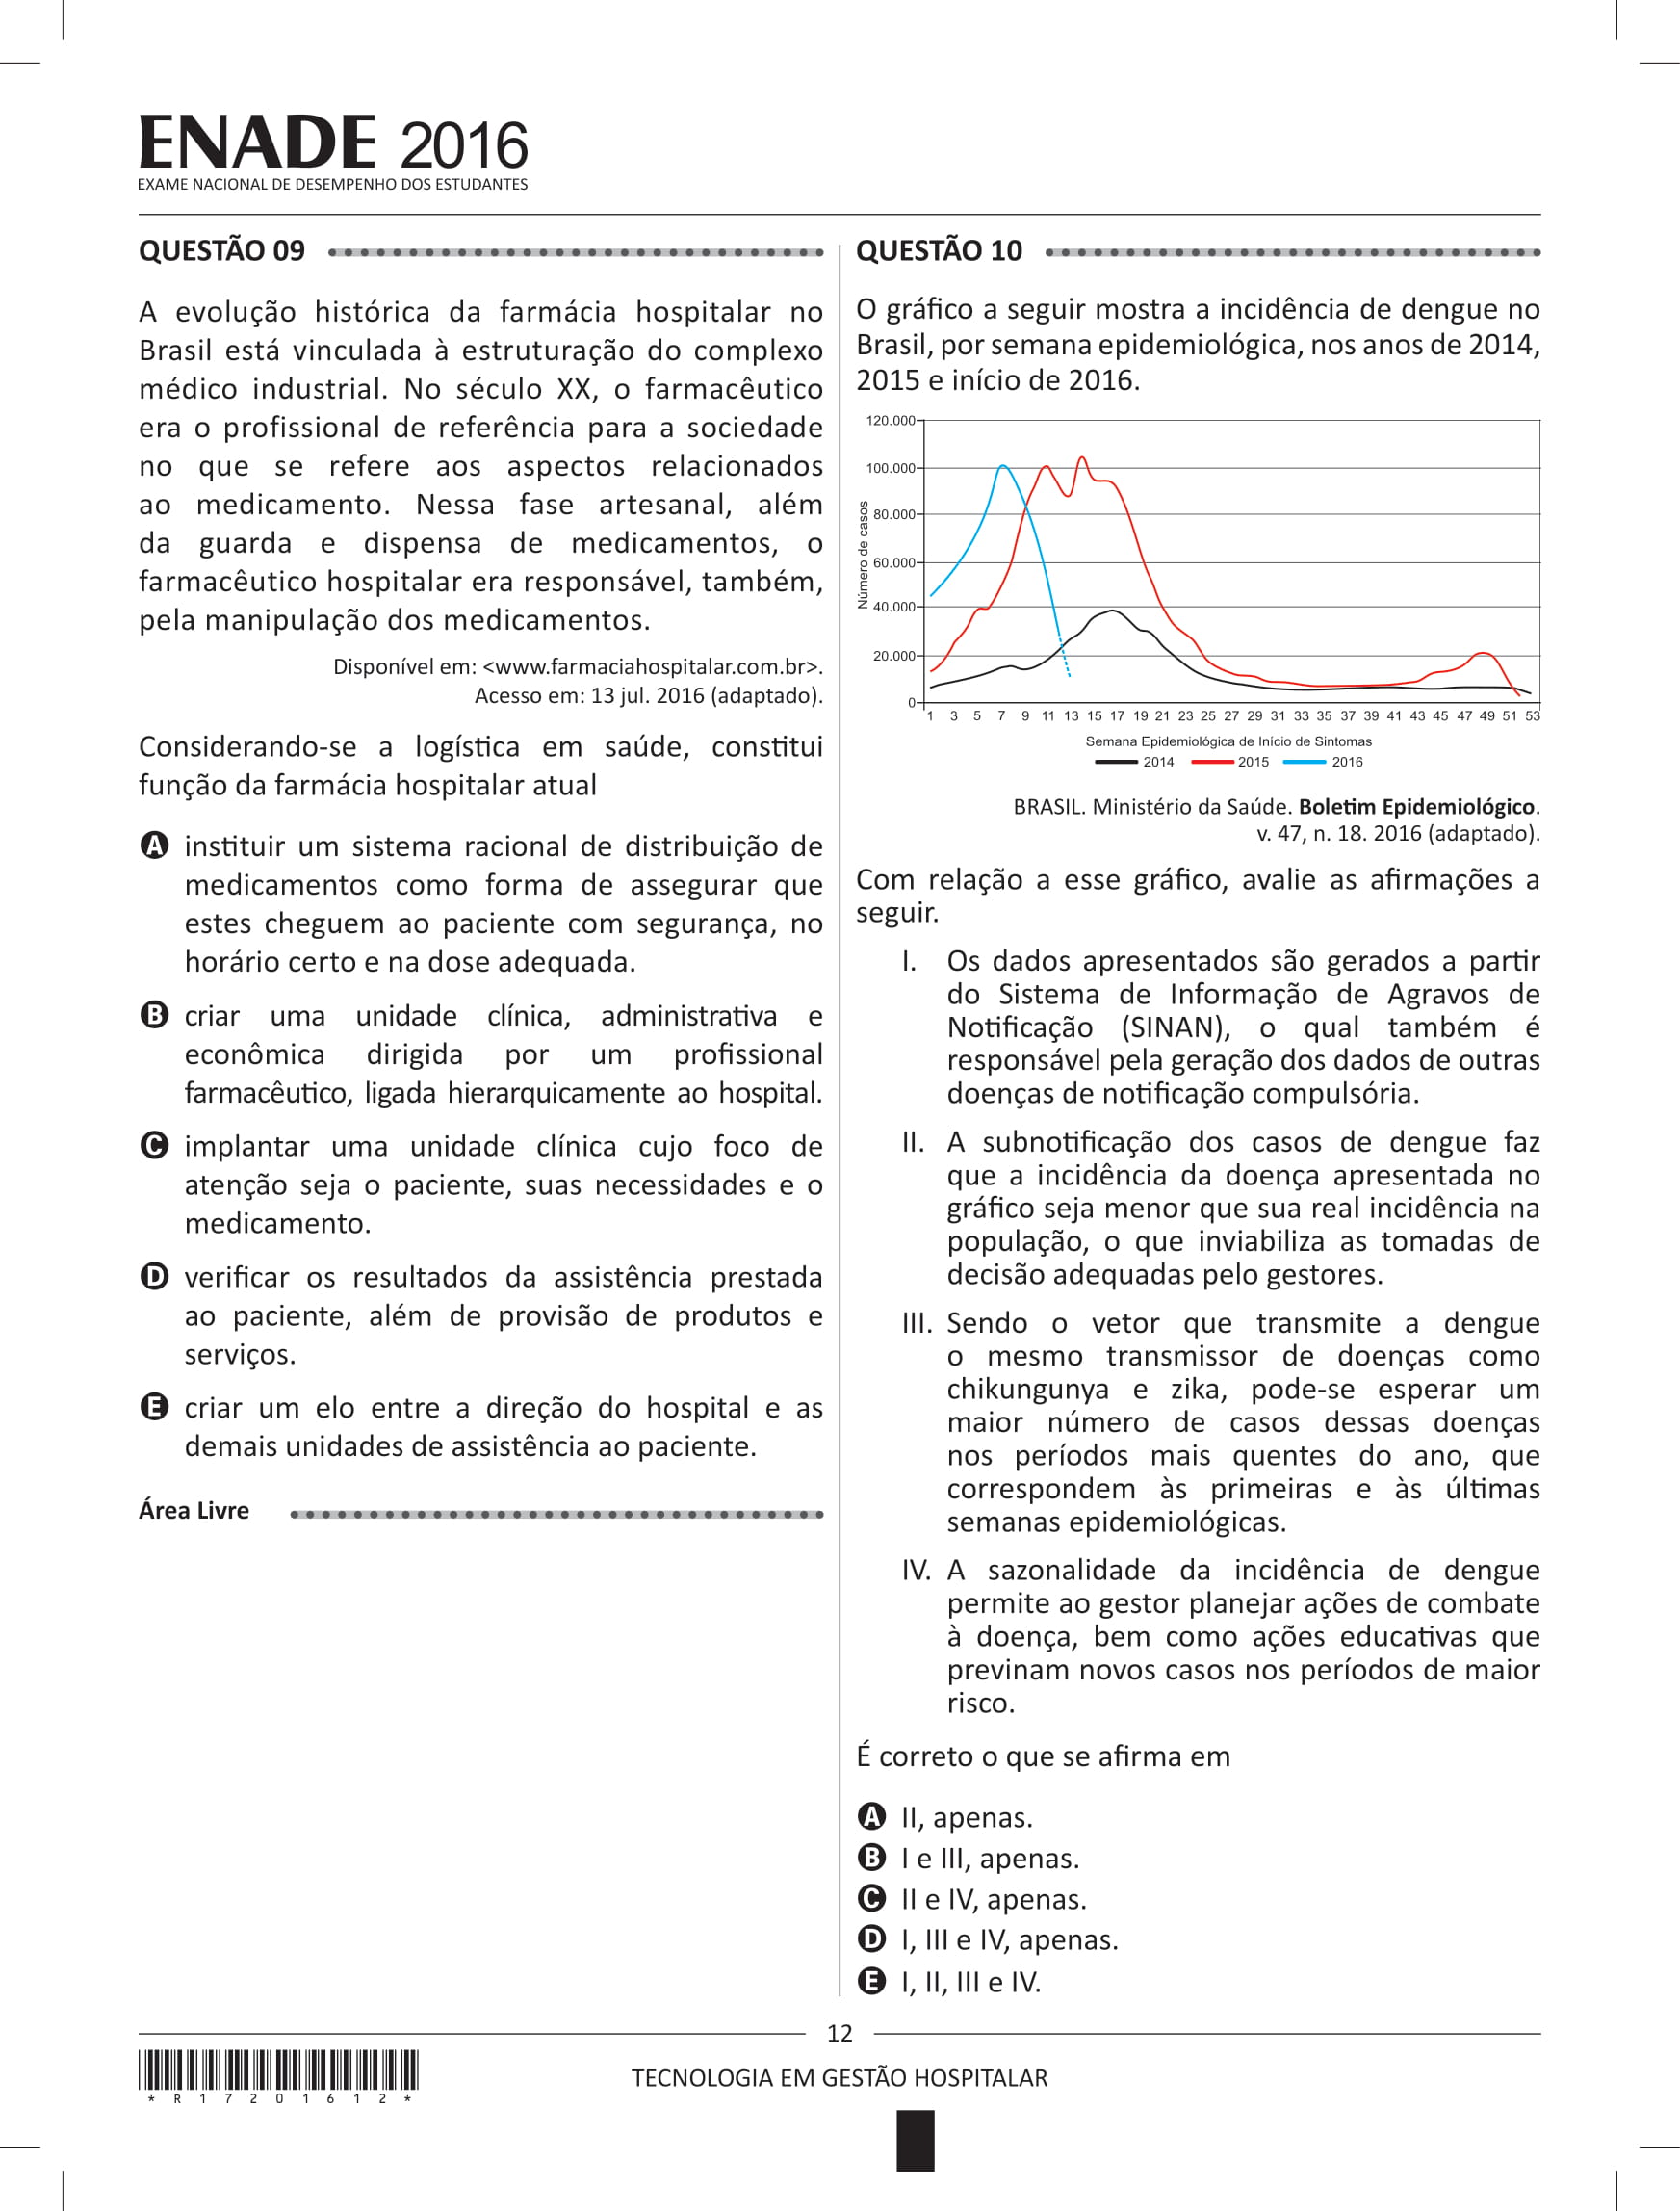 ENADE 2016
EXAME NACIONAL DE DESEMPENHO DOS ESTUDANTES
QUESTÃO 09
A evolução histórica da farmácia hospitalar no
Brasil está vinculada à estruturação do complexo
médico industrial. No século XX, o farmacêutico
era o profissional de referência para a sociedade
no que se refere aos aspectos relacionados
ao medicamento. Nessa fase artesanal, além
da guarda e dispensa de medicamentos, o
farmacêutico hospitalar era responsável, também,
pela manipulação dos medicamentos.
Disponível em: <www.farmaciahospitalar.com.br>.
Acesso em: 13 jul. 2016 (adaptado).
Considerando-se a logística em saúde, constitui
função da farmácia hospitalar atual
A instituir um sistema racional de distribuição de
medicamentos como forma de assegurar que
estes cheguem ao paciente com segurança, no
horário certo e na dose adequada.
B criar uma unidade clínica, administrativa e
econômica dirigida por um profissional
farmacêutico, ligada hierarquicamente ao hospital.
C implantar uma unidade clínica cujo foco de
atenção seja o paciente, suas necessidades e o
medicamento.
D verificar os resultados da assistência prestada
ao paciente, além de provisão de produtos e
serviços.
E criar um elo entre a direção do hospital e as
demais unidades de assistência ao paciente.
Área Livre
QUESTÃO 10
O gráfico a seguir mostra a incidência de dengue no
Brasil, por semana epidemiológica, nos anos de 2014,
2015 e início de 2016.
Número de casos
120.000
100.000
80.000
60.000
40.000
20.000
0
1 3 5 7 9 11 13 15 17 19 21 23 25 27 29 31 33 35 37 39 41 43 45 47 49 51 53
Semana Epidemiológica de Início de Sintomas
2014 2015 2016
BRASIL. Ministério da Saúde. Boletim Epidemiológico.
v. 47, n. 18. 2016 (adaptado).
Com relação a esse gráfico, avalie as afirmações a
seguir.
I. Os dados apresentados são gerados a partir
do Sistema de Informação de Agravos de
Notificação (SINAN), o qual também é
responsável pela geração dos dados de outras
doenças de notificação compulsória.
II. A subnotificação dos casos de dengue faz
que a incidência da doença apresentada no
gráfico seja menor que sua real incidência na
população, o que inviabiliza as tomadas de
decisão adequadas pelo gestores.
III. Sendo o vetor que transmite a dengue
o mesmo transmissor de doenças como
chikungunya e zika, pode-se esperar um
maior número de casos dessas doenças
nos períodos mais quentes do ano, que
correspondem às primeiras e às últimas
semanas epidemiológicas.
IV. A sazonalidade da incidência de dengue
permite ao gestor planejar ações de combate
à doença, bem como ações educativas que
previnam novos casos nos períodos de maior
risco.
É correto o que se afirma em
A II, apenas.
B I e III, apenas.
C II e IV, apenas.
D I, III e IV, apenas.
E I, II, III e IV.
12
* R 1 7 2 0 1 6 1 2 *
TECNOLOGIA EM GESTÃO HOSPITALAR